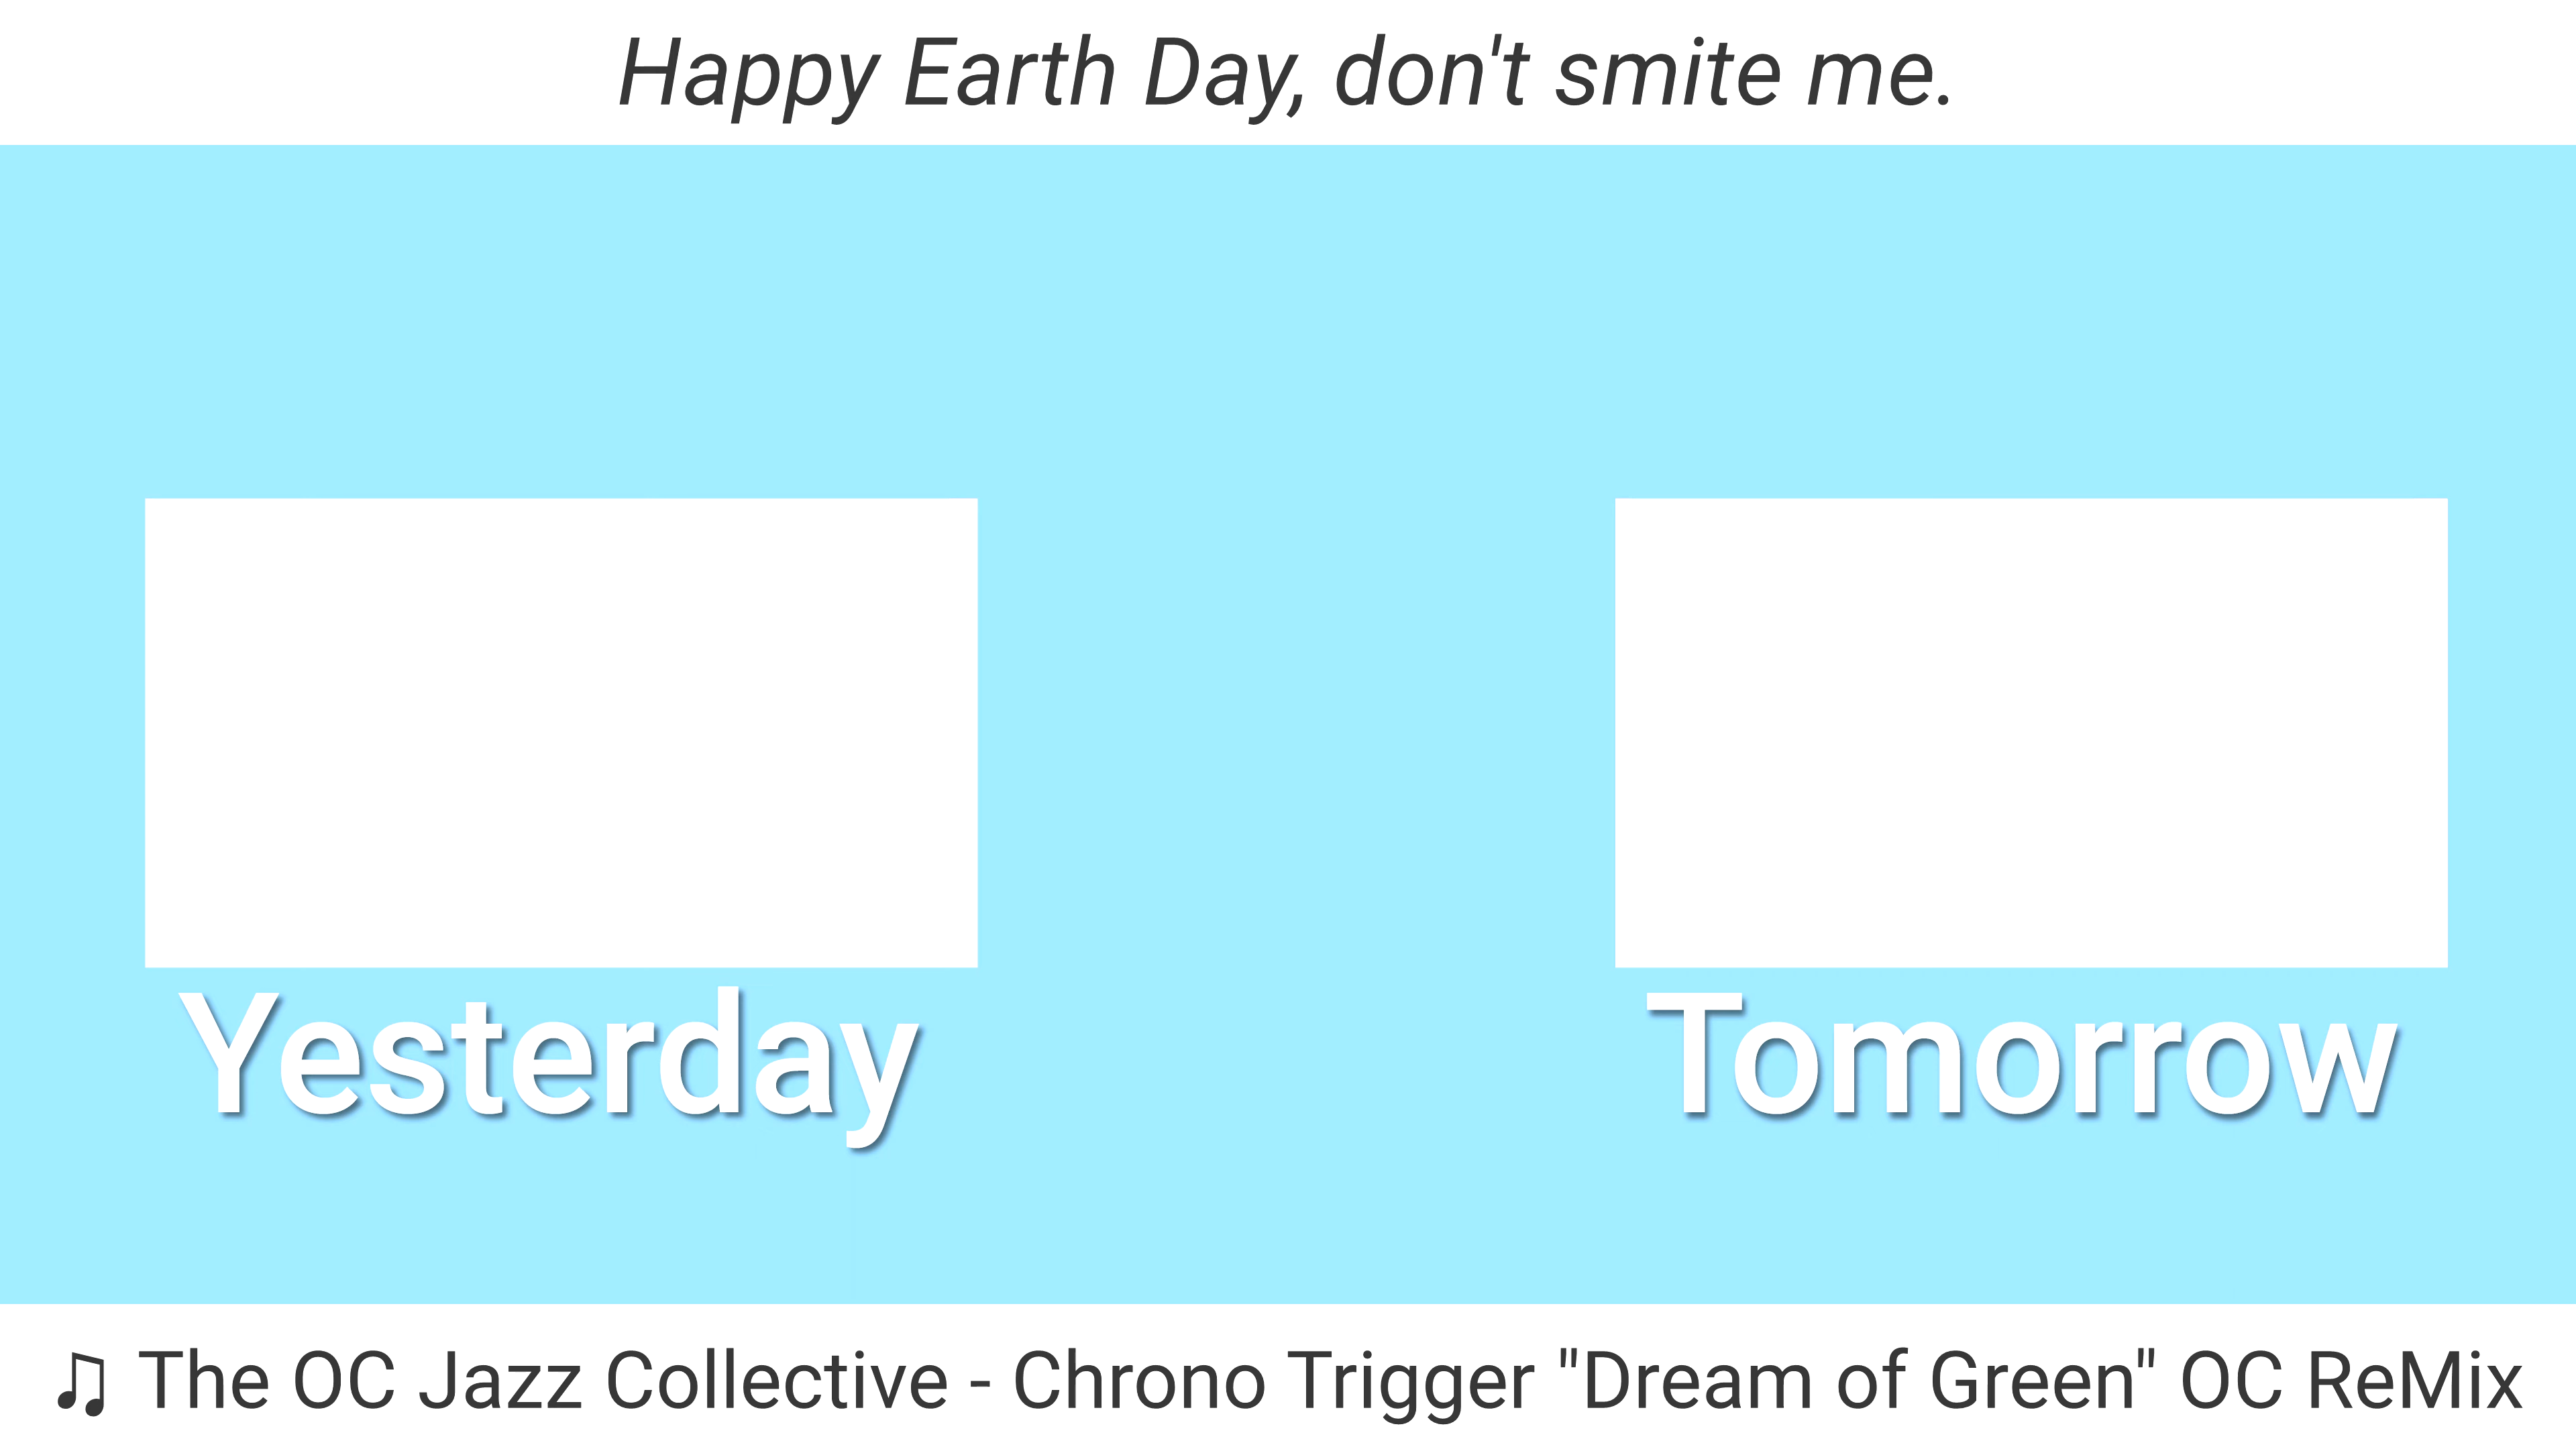 Happy Earth Day, don't smite me.
Yesterday
Tomorrow
♫ The OC Jazz Collective - Chrono Trigger "Dream of Green" OC ReMix